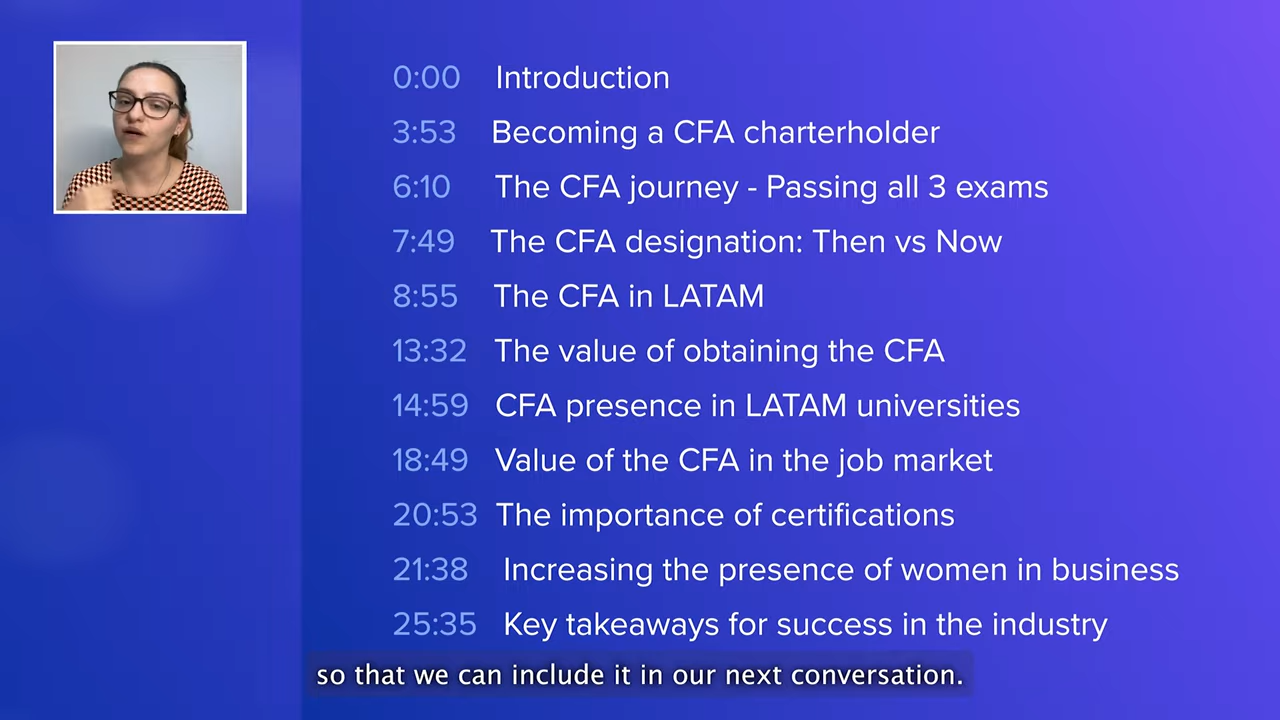 0:00 Introduction
3:53 Becoming a CFA charterholder
6:10 The CFA journey - Passing all 3 exams
7:49 The CFA designation: Then vs Now
8:55 The CFA in LATAM
13:32 The value of obtaining the CFA
14:59 CFA presence in LATAM universities
18:49 Value of the CFA in the job market
20:53 The importance of certifications
21:38 Increasing the presence of women in business
25:35 Key takeaways for success in the industry
so that we can include it in our next conversation.